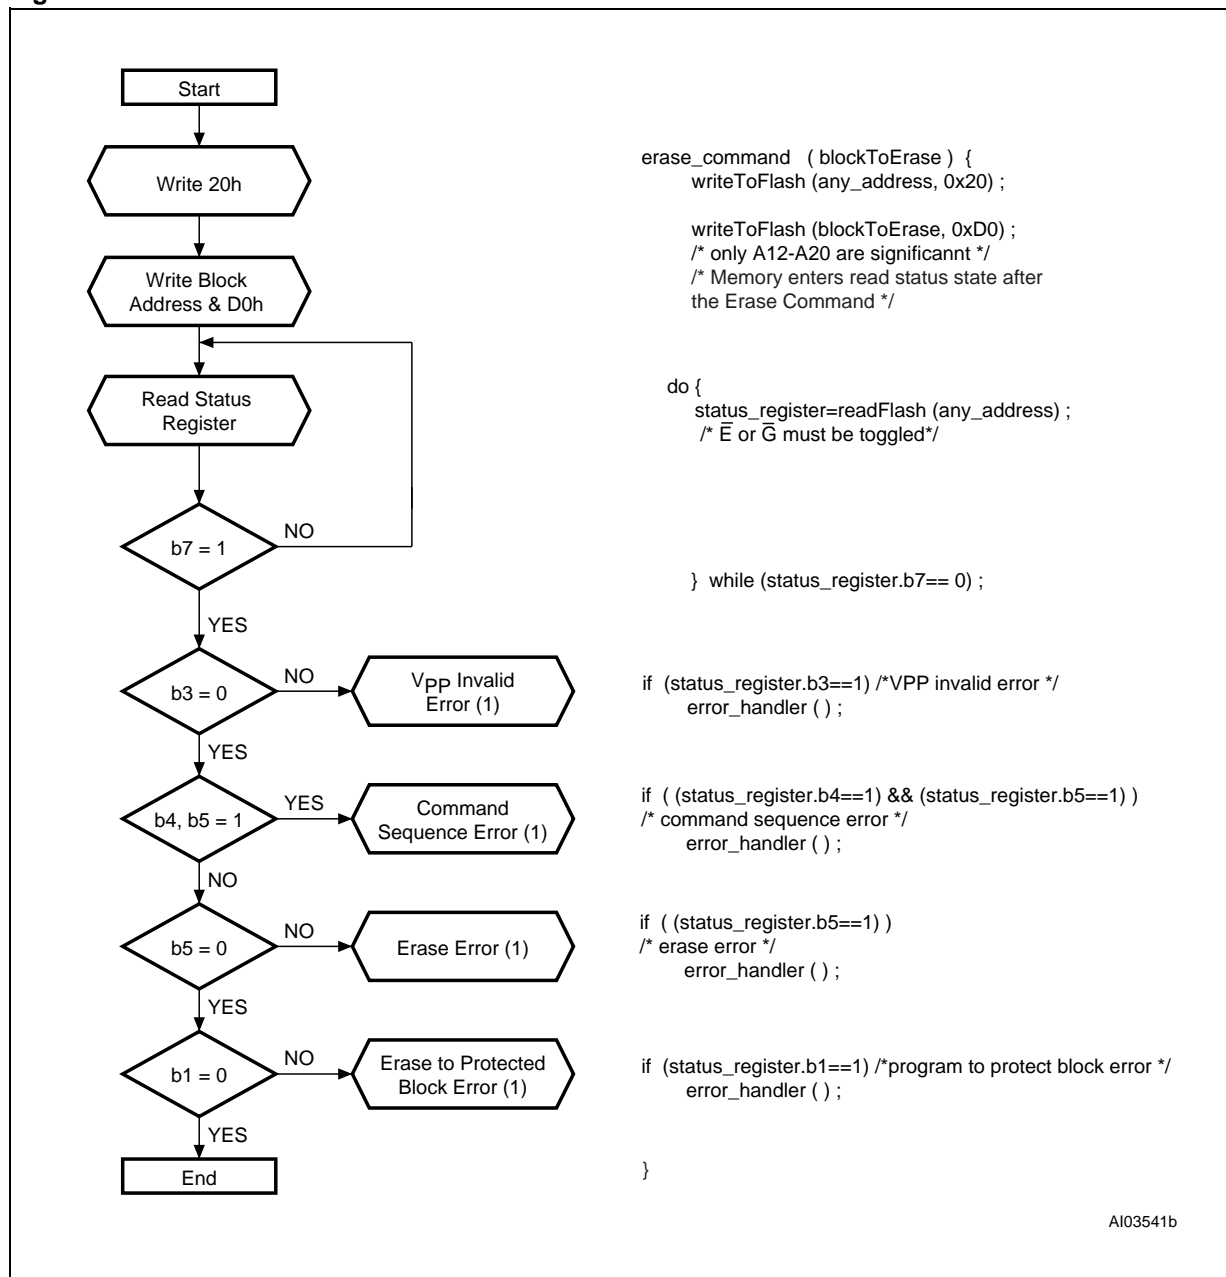 Start
Write 20h
Write Block
Address & D0h
Read Status
Register
b7 = 1
NO
YES
b3 = 0
NO
VPP Invalid
Error (1)
YES
b4, b5 = 1
YES
Command
Sequence Error (1)
NO
b5 = 0
NO
Erase Error (1)
YES
b1 = 0
NO
Erase to Protected
Block Error (1)
YES
End
erase_command ( blockToErase ) {
writeToFlash (any_address, 0x20) ;
writeToFlash (blockToErase, 0xD0) ;
/* only A12-A20 are significannt */
/* Memory enters read status state after
the Erase Command */
do {
status_register=readFlash (any_address) ;
/* E̅ or G̅ must be toggled*/
} while (status_register.b7== 0) ;
if (status_register.b3==1) /*VPP invalid error */
error_handler ( ) ;
if ( (status_register.b4==1) && (status_register.b5==1) )
/* command sequence error */
error_handler ( ) ;
if ( (status_register.b5==1) )
/* erase error */
error_handler ( ) ;
if (status_register.b1==1) /*program to protect block error */
error_handler ( ) ;
}
AI03541b